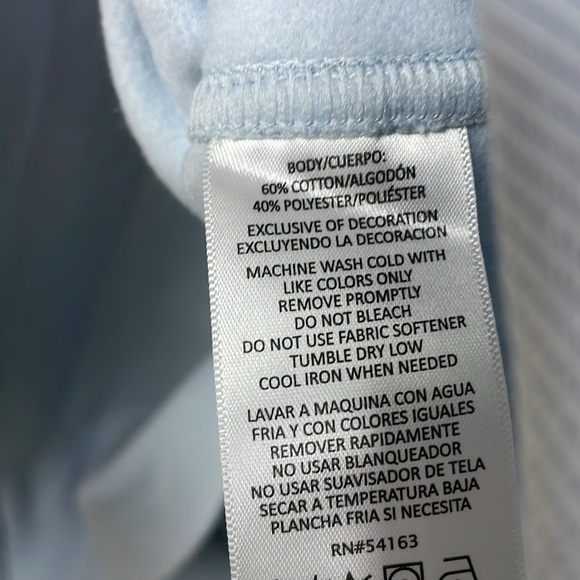 BODY/CUERPO:
60% COTTON/ALGODÓN
40% POLYESTER/POLIÉSTER
EXCLUSIVE OF DECORATION
EXCLUYENDO LA DECORACION
MACHINE WASH COLD WITH
LIKE COLORS ONLY
REMOVE PROMPTLY
DO NOT BLEACH
DO NOT USE FABRIC SOFTENER
TUMBLE DRY LOW
COOL IRON WHEN NEEDED
LAVAR A MAQUINA CON AGUA
FRIA Y CON COLORES IGUALES
REMOVER RAPIDAMENTE
NO USAR BLANQUEADOR
NO USAR SUAVISADOR DE TELA
SECAR A TEMPERATURA BAJA
PLANCHA FRIA SI NECESITA
RN#54163